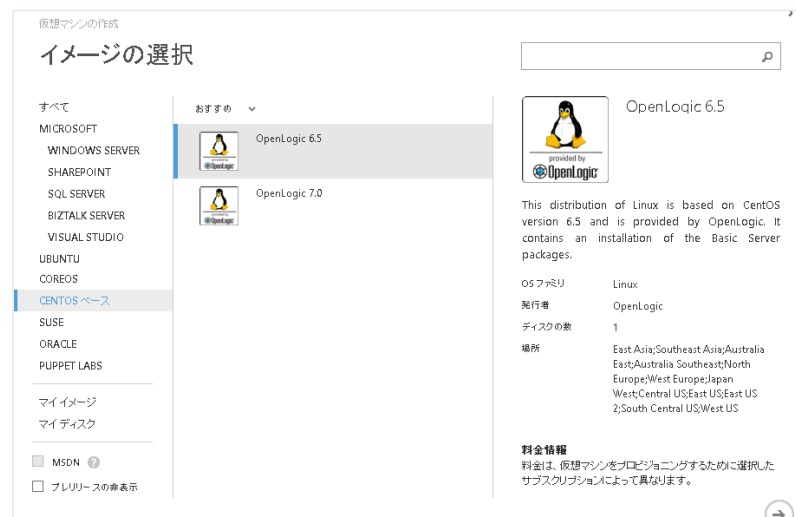 仮想マシンの作成
イメージの選択
すべて
MICROSOFT
WINDOWS SERVER
SHAREPOINT
SQL SERVER
BIZTALK SERVER
VISUAL STUDIO
UBUNTU
COREOS
CENTOS ベース
SUSE
ORACLE
PUPPET LABS
マイ イメージ
マイ ディスク
MSDN ?
プレリリースの非表示
おすすめ
OpenLogic 6.5
provided by
OpenLogic
OpenLogic 7.0
OpenLogic
provided by
OpenLogic
OpenLogic 6.5
This distribution of Linux is based on CentOS
version 6.5 and is provided by OpenLogic. It
contains an installation of the Basic Server
packages.
OS ファミリ Linux
発行者 OpenLogic
ディスクの数 1
場所 East Asia;Southeast Asia;Australia
East;Australia Southeast;North
Europe;West Europe;Japan
West;Central US;East US;East US
2;South Central US;West US
料金情報
料金は、仮想マシンをプロビジョニングするために選択した
サブスクリプションによって異なります。